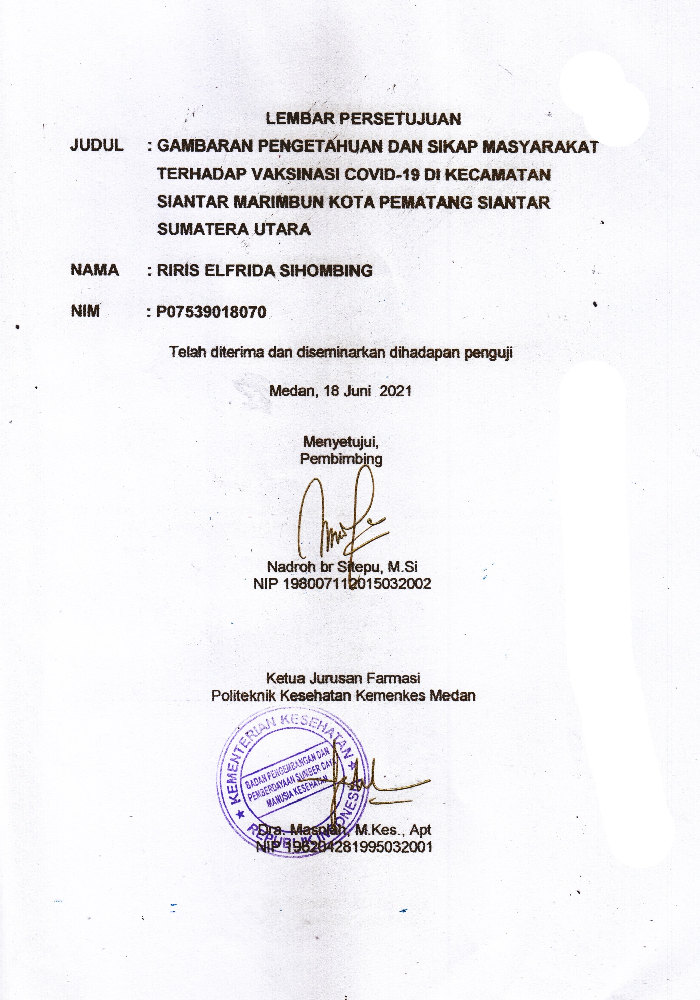 LEMBAR PERSETUJUAN
JUDUL : GAMBARAN PENGETAHUAN DAN SIKAP MASYARAKAT
TERHADAP VAKSINASI COVID-19 DI KECAMATAN
SIANTAR MARIMBUN KOTA PEMATANG SIANTAR
SUMATERA UTARA
NAMA : RIRIS ELFRIDA SIHOMBING
NIM : P07539018070
Telah diterima dan diseminarkan dihadapan penguji
Medan, 18 Juni 2021
Menyetujui,
Pembimbing
Nadroh br Sitepu, M.Si
NIP 198007112015032002
Ketua Jurusan Farmasi
Politeknik Kesehatan Kemenkes Medan
KEMENTERIAN KESEHATAN
BADAN PENGEMBANGAN DAN
PEMBERDAYAAN SUMBER DAYA
MANUSIA KESEHATAN
REPUBLIK INDONESIA
Dra. Masniah, M.Kes., Apt
NIP 196204281995032001